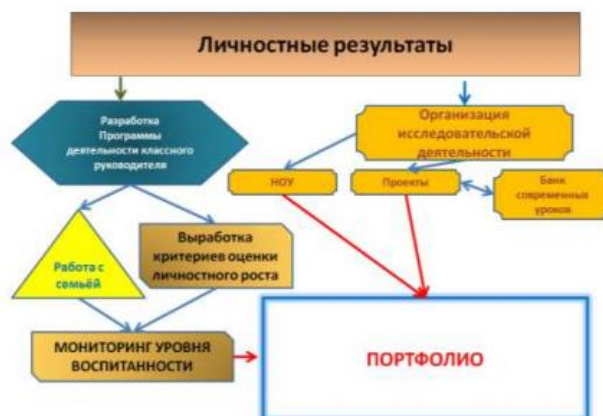 Личностные результаты
Разработка
Программы
деятельности классного
руководителя
Организация
исследовательской
деятельности
НОУ
Проекты
Банк
современных
уроков
Работа с
семьёй
Выработка
критериев оценки
личностного роста
МОНИТОРИНГ УРОВНЯ
ВОСПИТАННОСТИ
ПОРТФОЛИО